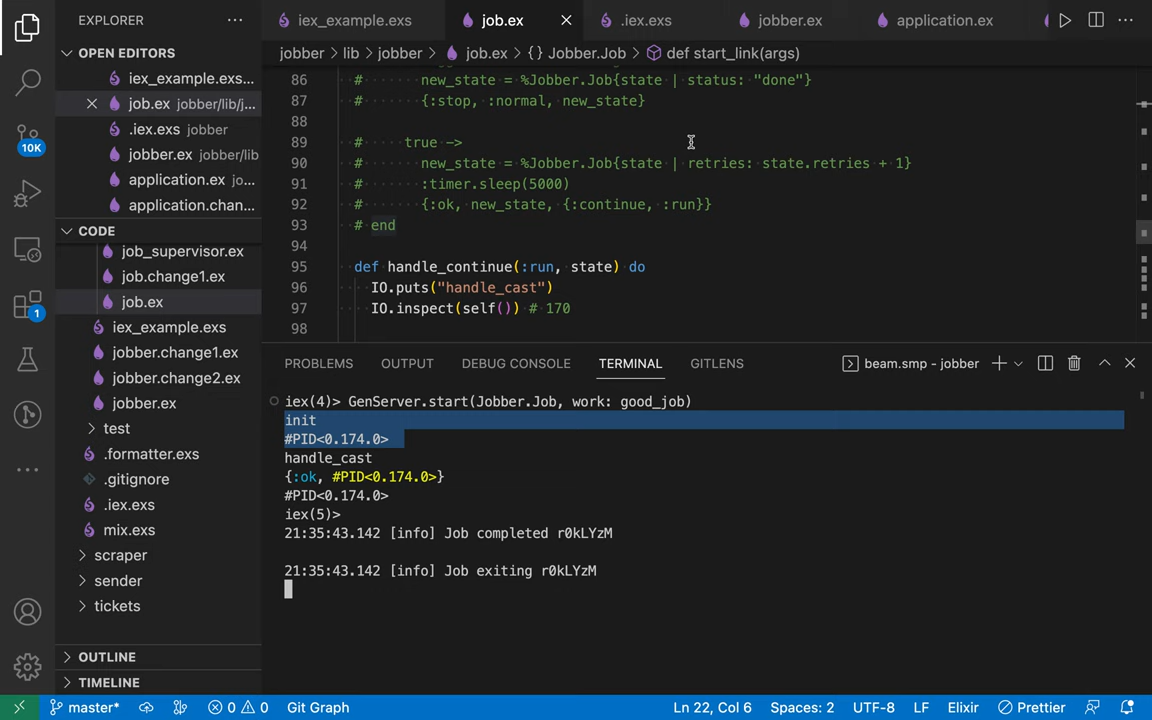 EXPLORER
iex_example.exs
job.ex
.iex.exs
jobber.ex
application.ex
OPEN EDITORS
jobber > lib > jobber > job.ex > { } Jobber.Job > def start_link(args)
iex_example.exs...
job.ex jobber/lib/j...
.iex.exs jobber
jobber.ex jobber/lib
application.ex jo...
application.chan...
CODE
job_supervisor.ex
job.change1.ex
job.ex
iex_example.exs
jobber.change1.ex
jobber.change2.ex
jobber.ex
test
.formatter.exs
.gitignore
.iex.exs
mix.exs
scraper
sender
tickets
OUTLINE
TIMELINE
10K
1
86 # new_state = %Jobber.Job{state | status: "done"}
87 # {:stop, :normal, new_state}
88
89 # true ->
90 # new_state = %Jobber.Job{state | retries: state.retries + 1}
91 # :timer.sleep(5000)
92 # {:ok, new_state, {:continue, :run}}
93 # end
94
95 def handle_continue(:run, state) do
96 IO.puts("handle_cast")
97 IO.inspect(self()) # 170
98
PROBLEMS OUTPUT DEBUG CONSOLE TERMINAL GITLENS
beam.smp - jobber
iex(4)> GenServer.start(Jobber.Job, work: good_job)
init
#PID<0.174.0>
handle_cast
{:ok, #PID<0.174.0>}
#PID<0.174.0>
iex(5)>
21:35:43.142 [info] Job completed r0kLYzM
21:35:43.142 [info] Job exiting r0kLYzM
master* 0 0 Git Graph Ln 22, Col 6 Spaces: 2 UTF-8 LF Elixir Prettier